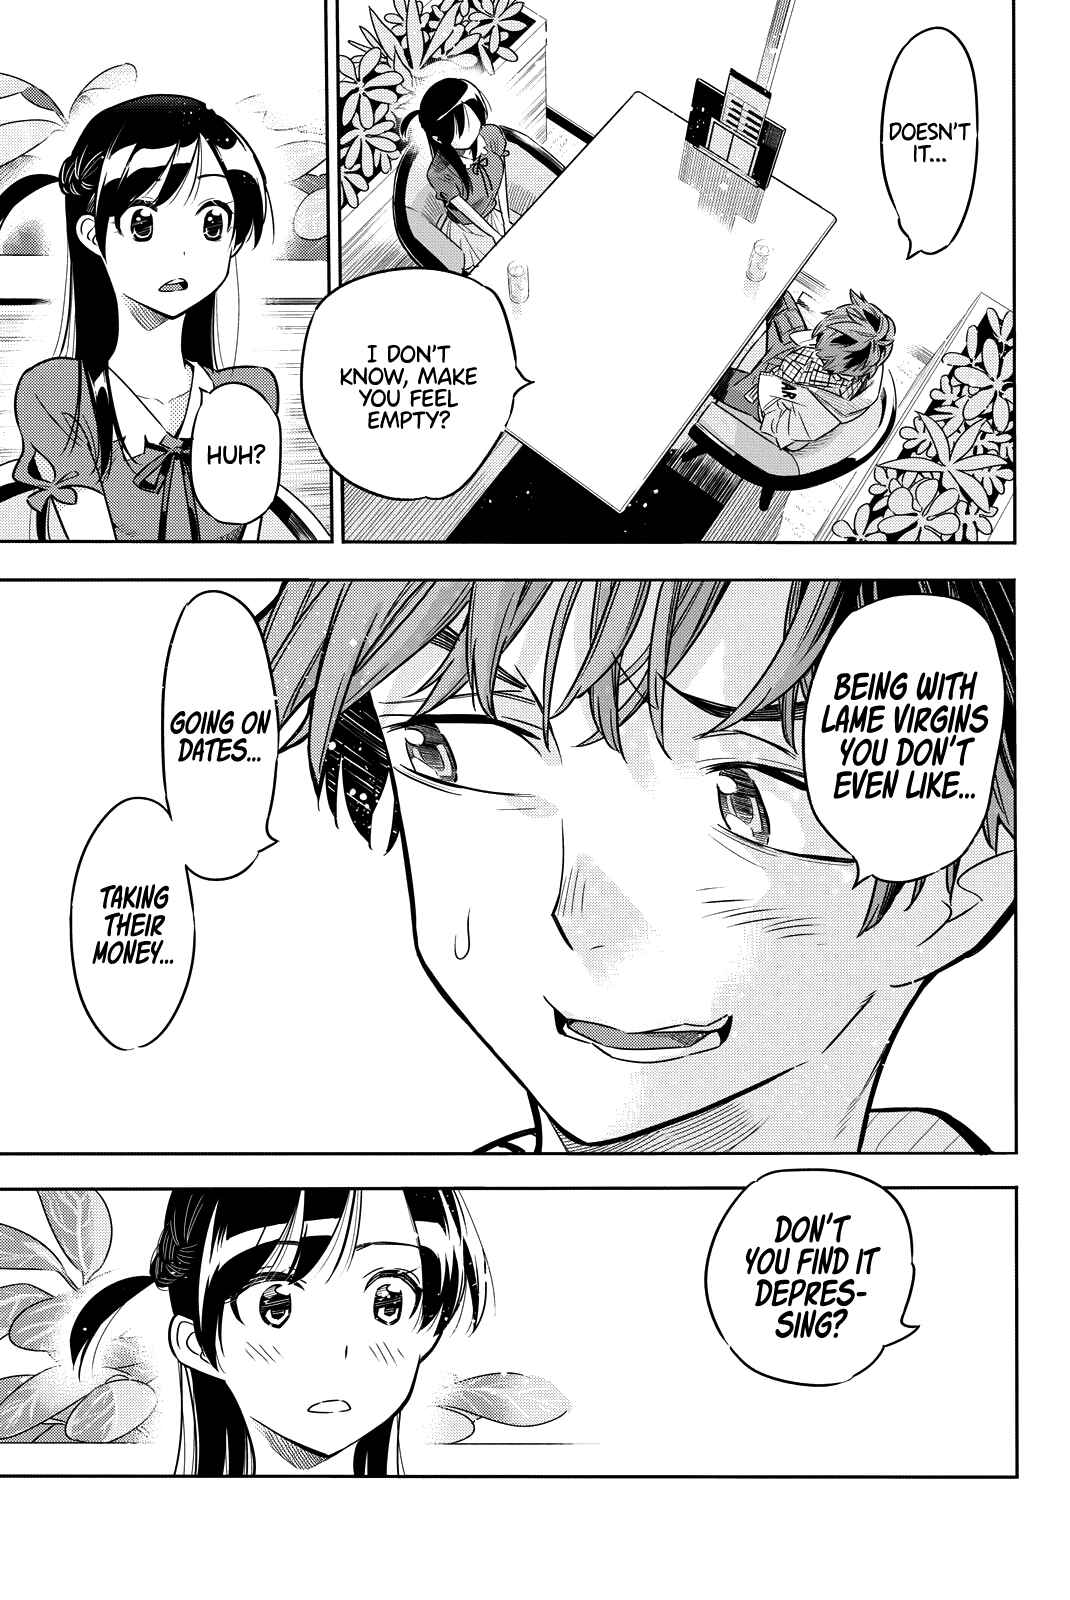 DOESN'T
IT...
I DON'T
KNOW, MAKE
YOU FEEL
EMPTY?
HUH?
BEING WITH
LAME VIRGINS
YOU DON'T
EVEN LIKE...
GOING ON
DATES...
TAKING
THEIR
MONEY...
DON'T
YOU FIND IT
DEPRES-
SING?